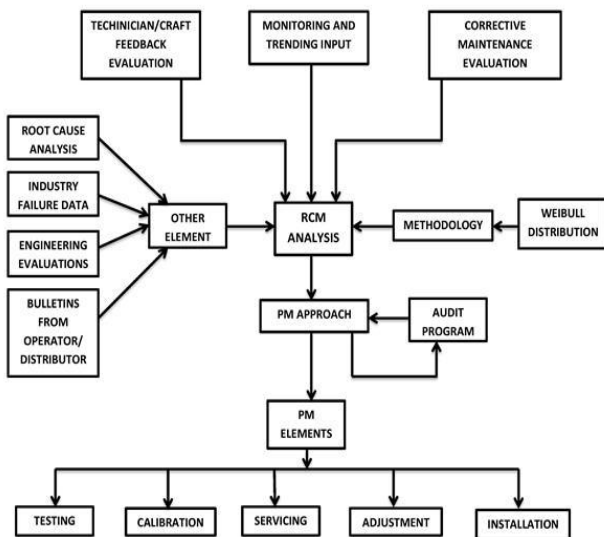 TECHINICIAN/CRAFT
FEEDBACK
EVALUATION
MONITORING AND
TRENDING INPUT
CORRECTIVE
MAINTENANCE
EVALUATION
ROOT CAUSE
ANALYSIS
INDUSTRY
FAILURE DATA
ENGINEERING
EVALUATIONS
BULLETINS
FROM
OPERATOR/
DISTRIBUTOR
OTHER
ELEMENT
RCM
ANALYSIS
METHODOLOGY
WEIBULL
DISTRIBUTION
PM APPROACH
AUDIT
PROGRAM
PM
ELEMENTS
TESTING
CALIBRATION
SERVICING
ADJUSTMENT
INSTALLATION